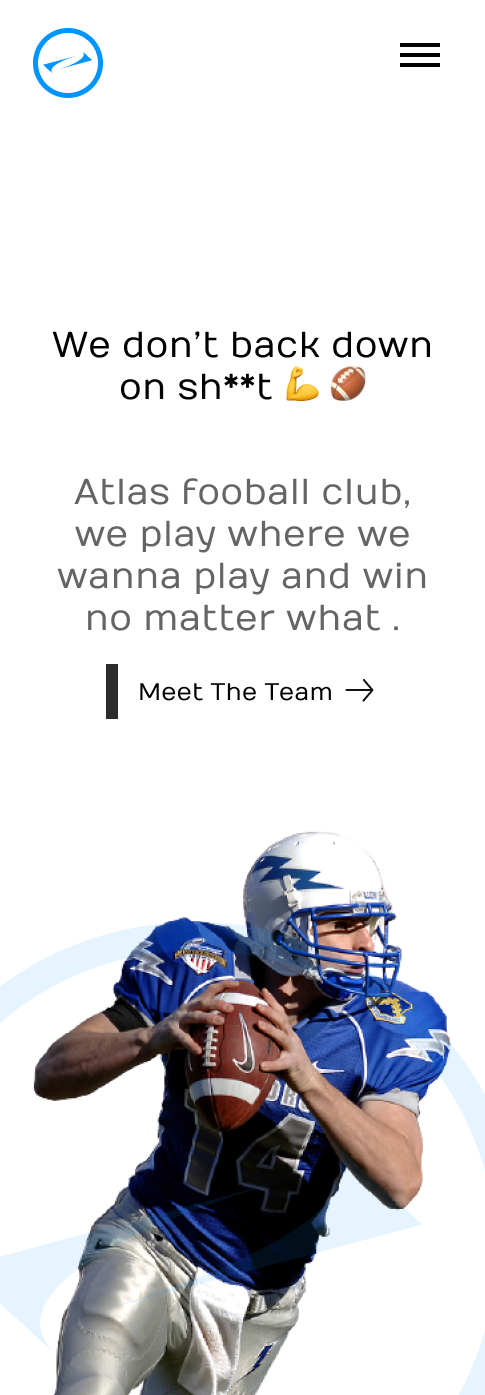 We don’t back down
on sh**t 💪🏈
Atlas fooball club,
we play where we
wanna play and win
no matter what .
Meet The Team →
14